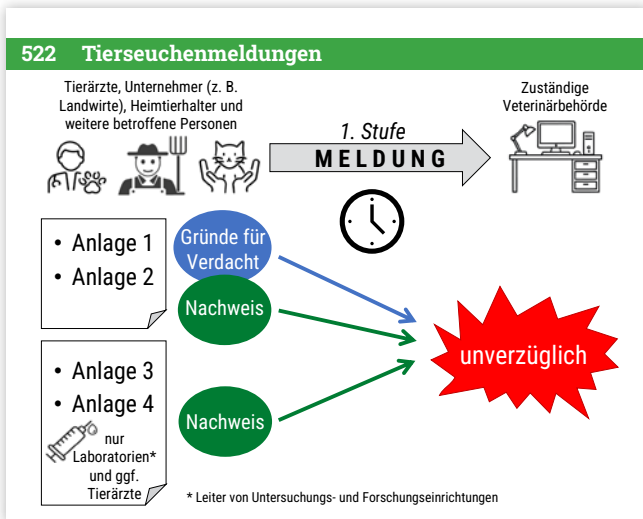 522 Tierseuchenmeldungen
Tierärzte, Unternehmer (z. B.
Landwirte), Heimtierhalter und
weitere betroffene Personen
1. Stufe
MELDUNG
Zuständige
Veterinärbehörde
• Anlage 1
• Anlage 2
Gründe für
Verdacht
Nachweis
unverzüglich
• Anlage 3
• Anlage 4
nur
Laboratorien*
und ggf.
Tierärzte
Nachweis
* Leiter von Untersuchungs- und Forschungseinrichtungen